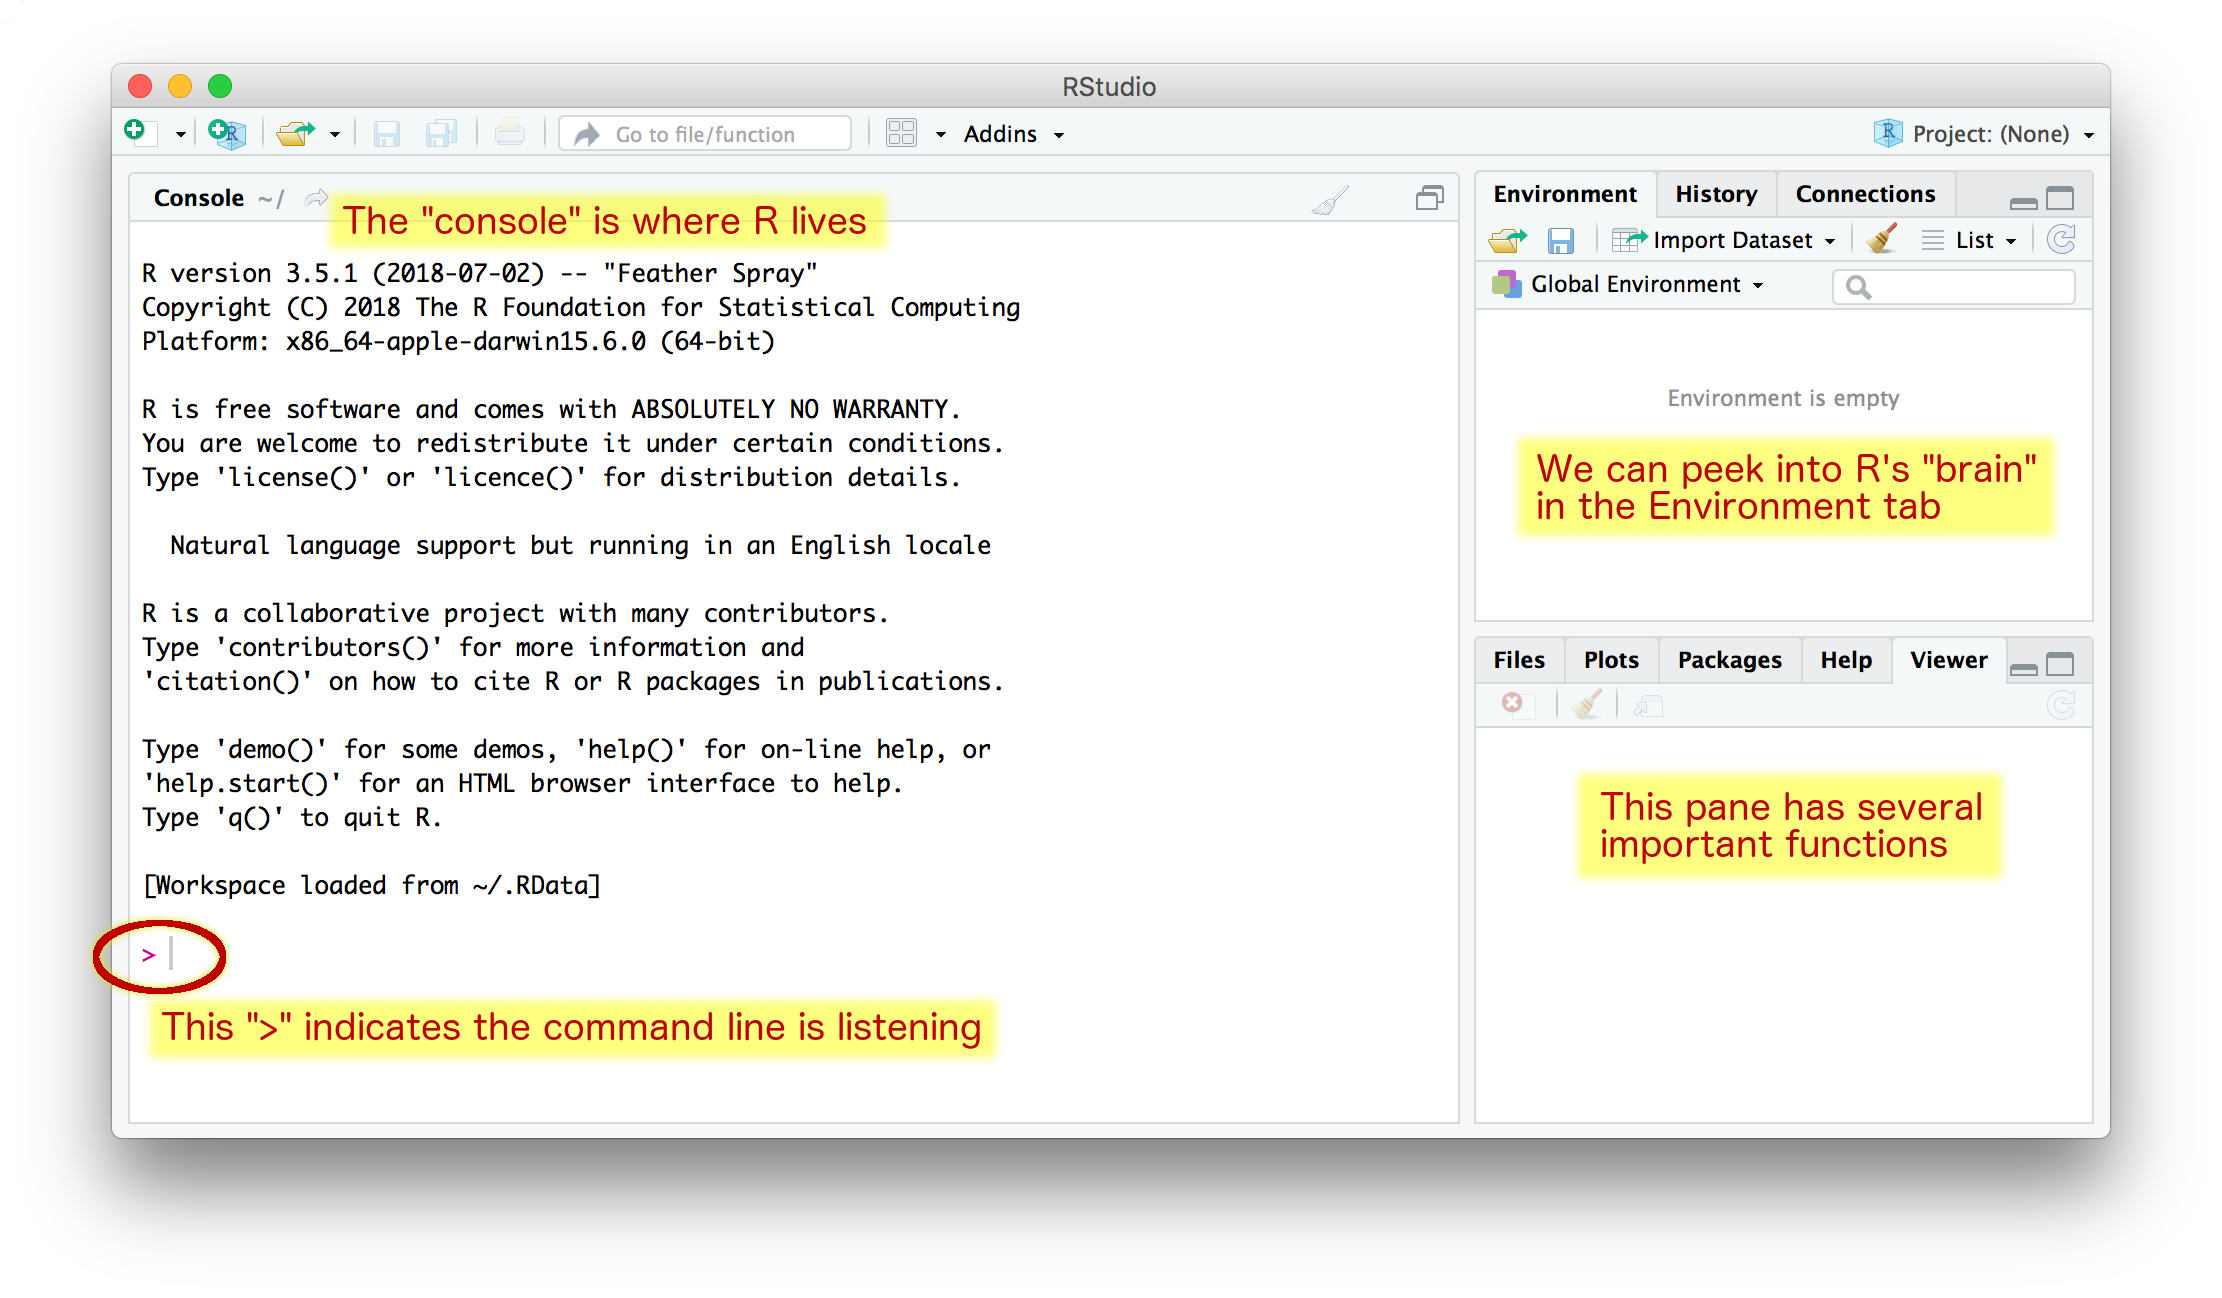 RStudio
Go to file/function
Addins
Project: (None)
Console ~/
The "console" is where R lives
R version 3.5.1 (2018-07-02) -- "Feather Spray"
Copyright (C) 2018 The R Foundation for Statistical Computing
Platform: x86_64-apple-darwin15.6.0 (64-bit)
R is free software and comes with ABSOLUTELY NO WARRANTY.
You are welcome to redistribute it under certain conditions.
Type 'license()' or 'licence()' for distribution details.
Natural language support but running in an English locale
R is a collaborative project with many contributors.
Type 'contributors()' for more information and
'citation()' on how to cite R or R packages in publications.
Type 'demo()' for some demos, 'help()' for on-line help, or
'help.start()' for an HTML browser interface to help.
Type 'q()' to quit R.
[Workspace loaded from ~/.RData]
>
This ">" indicates the command line is listening
Environment History Connections
Import Dataset List
Global Environment
Environment is empty
We can peek into R's "brain"
in the Environment tab
Files Plots Packages Help Viewer
This pane has several
important functions